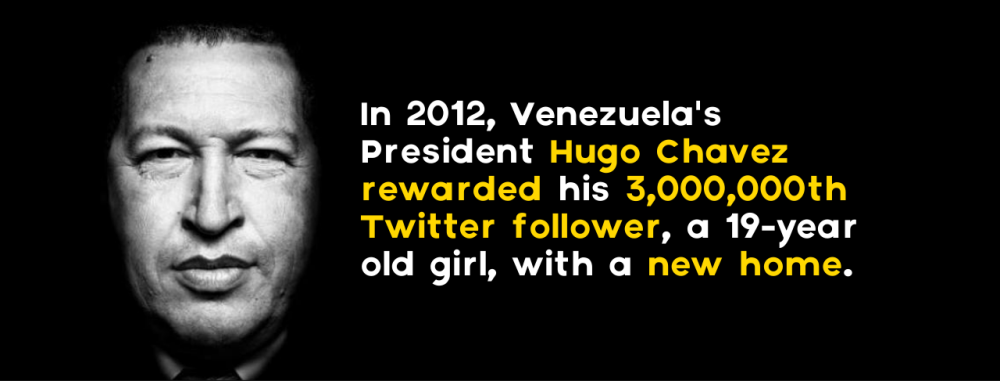 In 2012, Venezuela's
President Hugo Chavez
rewarded his 3,000,000th
Twitter follower, a 19-year
old girl, with a new home.